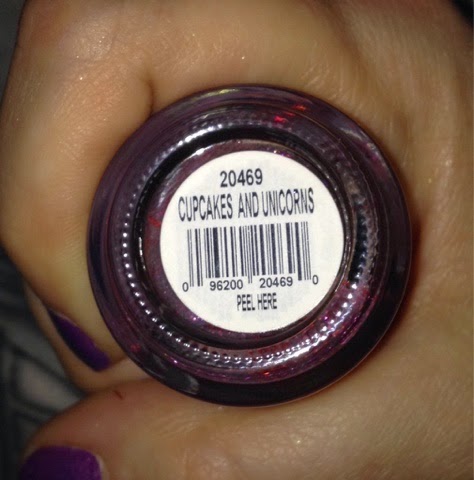 20469
CUPCAKES AND UNICORNS
0 96200 20469 0
PEEL HERE